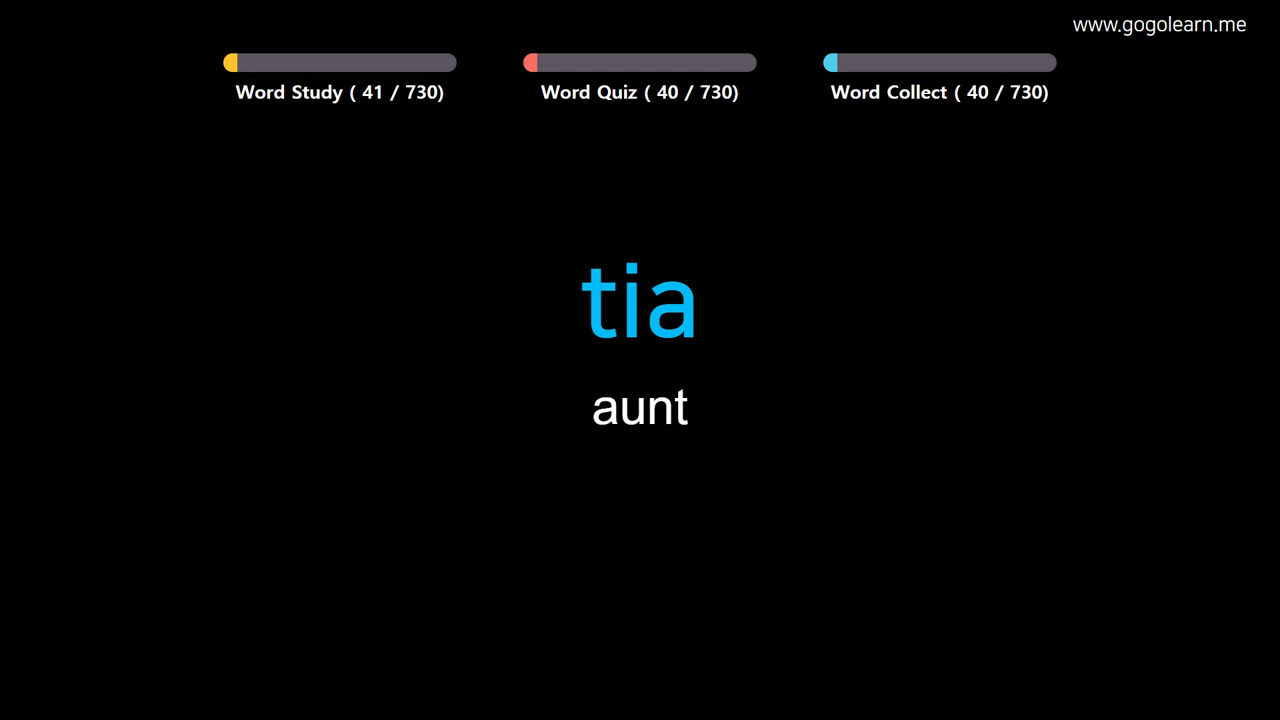 www.gogolearn.me
Word Study ( 41 / 730)
Word Quiz ( 40 / 730)
Word Collect ( 40 / 730)
tia
aunt